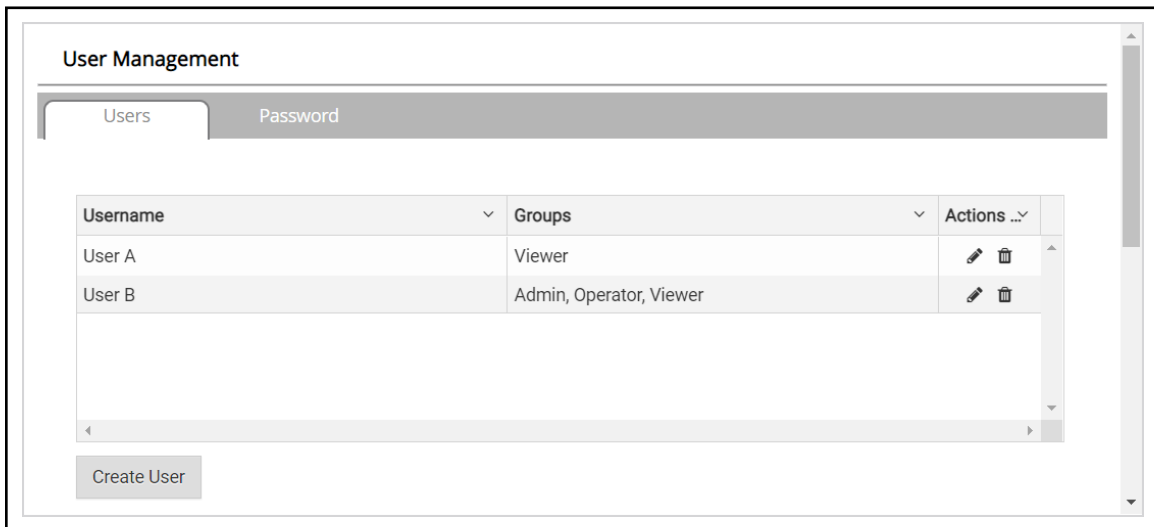 User Management
Users Password
Username Groups Actions ...
User A Viewer
User B Admin, Operator, Viewer
Create User